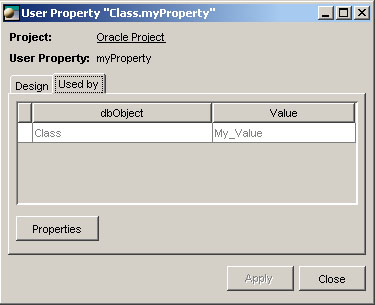 User Property "Class.myProperty"
Project: Oracle Project
User Property: myProperty
Design Used by
dbObject Value
Class My_Value
Properties
Apply Close